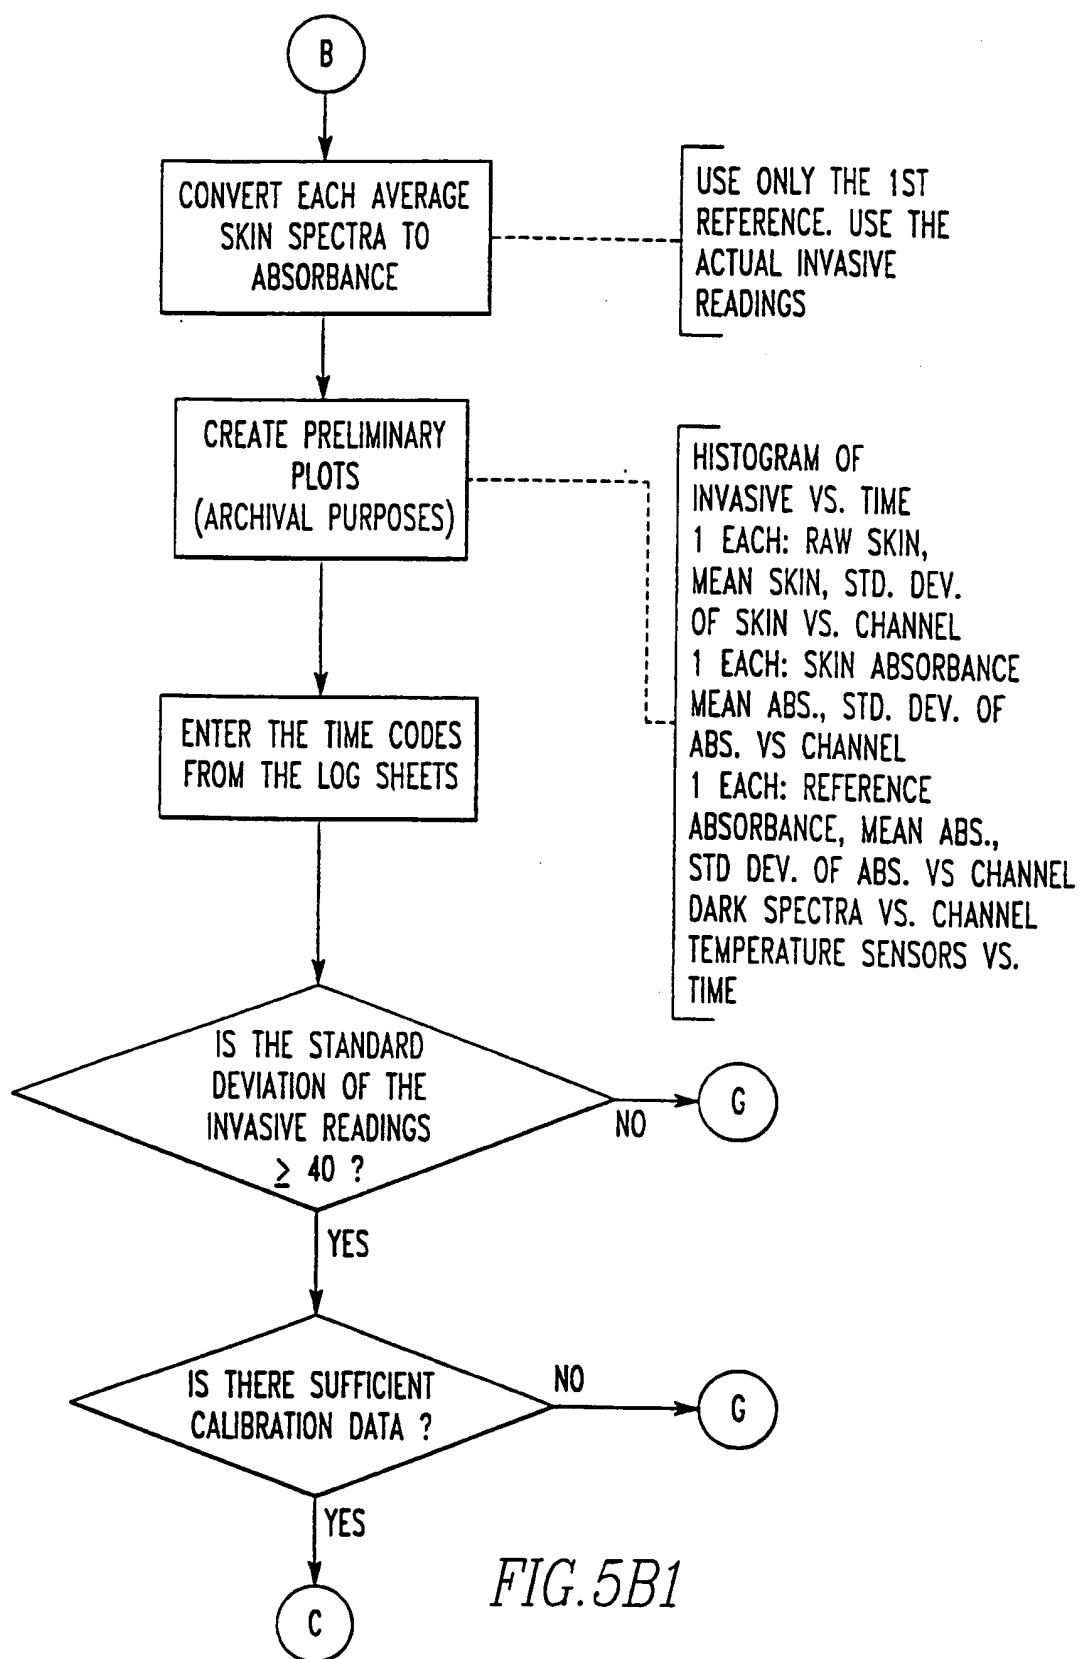 B
CONVERT EACH AVERAGE
SKIN SPECTRA TO
ABSORBANCE
USE ONLY THE 1ST
REFERENCE. USE THE
ACTUAL INVASIVE
READINGS
CREATE PRELIMINARY
PLOTS
(ARCHIVAL PURPOSES)
HISTOGRAM OF
INVASIVE VS. TIME
1 EACH: RAW SKIN,
MEAN SKIN, STD. DEV.
OF SKIN VS. CHANNEL
1 EACH: SKIN ABSORBANCE
MEAN ABS., STD. DEV. OF
ABS. VS CHANNEL
1 EACH: REFERENCE
ABSORBANCE, MEAN ABS.,
STD DEV. OF ABS. VS CHANNEL
DARK SPECTRA VS. CHANNEL
TEMPERATURE SENSORS VS.
TIME
ENTER THE TIME CODES
FROM THE LOG SHEETS
IS THE STANDARD
DEVIATION OF THE
INVASIVE READINGS
≥ 40 ?
NO
G
YES
IS THERE SUFFICIENT
CALIBRATION DATA ?
NO
G
YES
C
FIG.5B1